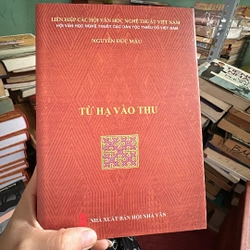 LIÊN HIỆP CÁC HỘI VĂN HỌC NGHỆ THUẬT VIỆT NAM
HỘI VĂN HỌC NGHỆ THUẬT CÁC DÂN TỘC THIỂU SỐ VIỆT NAM
NGUYỄN ĐỨC MẬU
TỪ HẠ VÀO THU
NHÀ XUẤT BẢN HỘI NHÀ VĂN